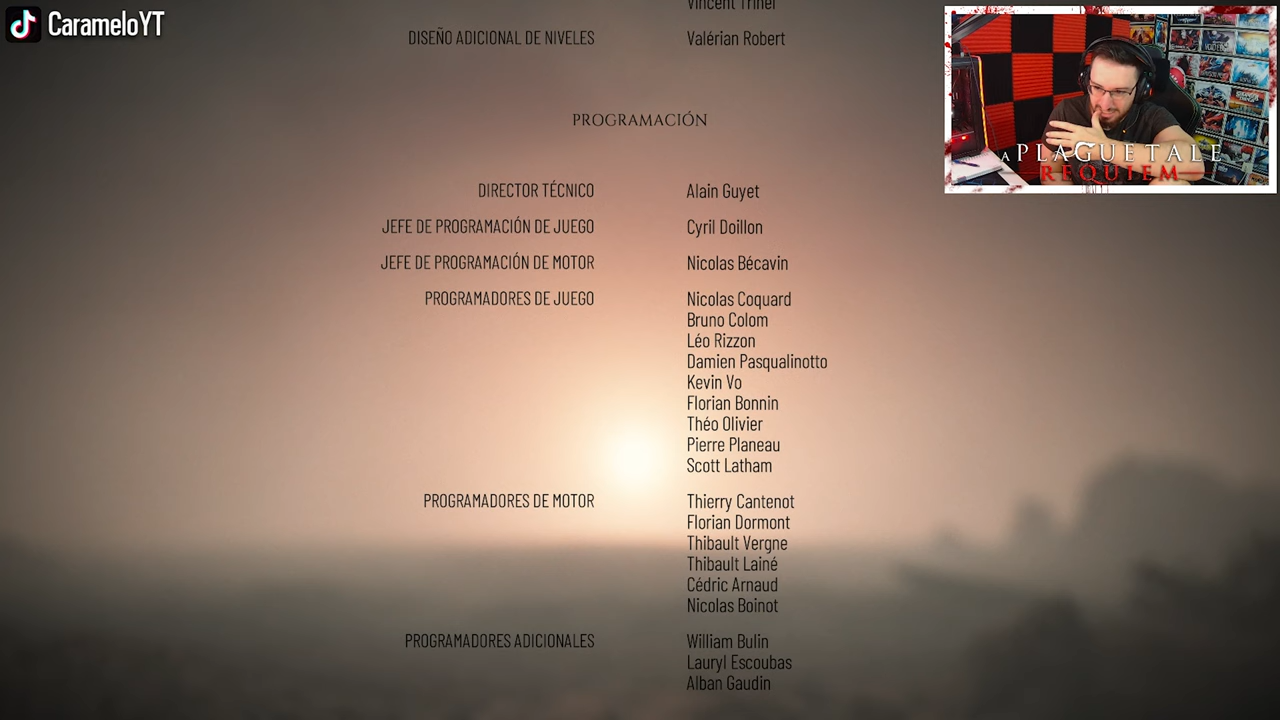 CarameloYT
Vincent Trinel
DISEÑO ADICIONAL DE NIVELES Valérian Robert
A PLAGUE TALE
REQUIEM
PROGRAMACIÓN
DIRECTOR TÉCNICO Alain Guyet
JEFE DE PROGRAMACIÓN DE JUEGO Cyril Doillon
JEFE DE PROGRAMACIÓN DE MOTOR Nicolas Bécavin
PROGRAMADORES DE JUEGO Nicolas Coquard
Bruno Colom
Léo Rizzon
Damien Pasqualinotto
Kevin Vo
Florian Bonnin
Théo Olivier
Pierre Planeau
Scott Latham
PROGRAMADORES DE MOTOR Thierry Cantenot
Florian Dormont
Thibault Vergne
Thibault Lainé
Cédric Arnaud
Nicolas Boinot
PROGRAMADORES ADICIONALES William Bulin
Lauryl Escoubas
Alban Gaudin